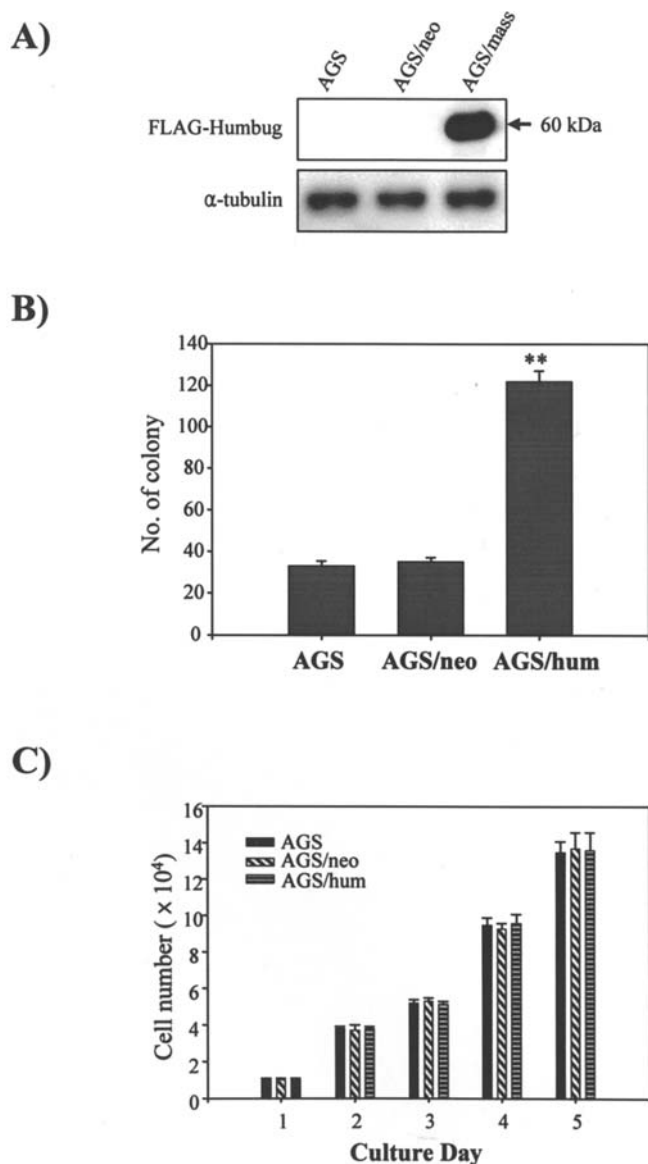 A)
AGS
AGS/neo
AGS/mass
FLAG-Humbug
60 kDa
α-tubulin
B)
140
120
100
80
60
40
20
0
No. of colony
**
AGS
AGS/neo
AGS/hum
C)
16
14
12
10
8
6
4
2
0
Cell number ( × 10⁴)
AGS
AGS/neo
AGS/hum
1
2
3
4
5
Culture Day